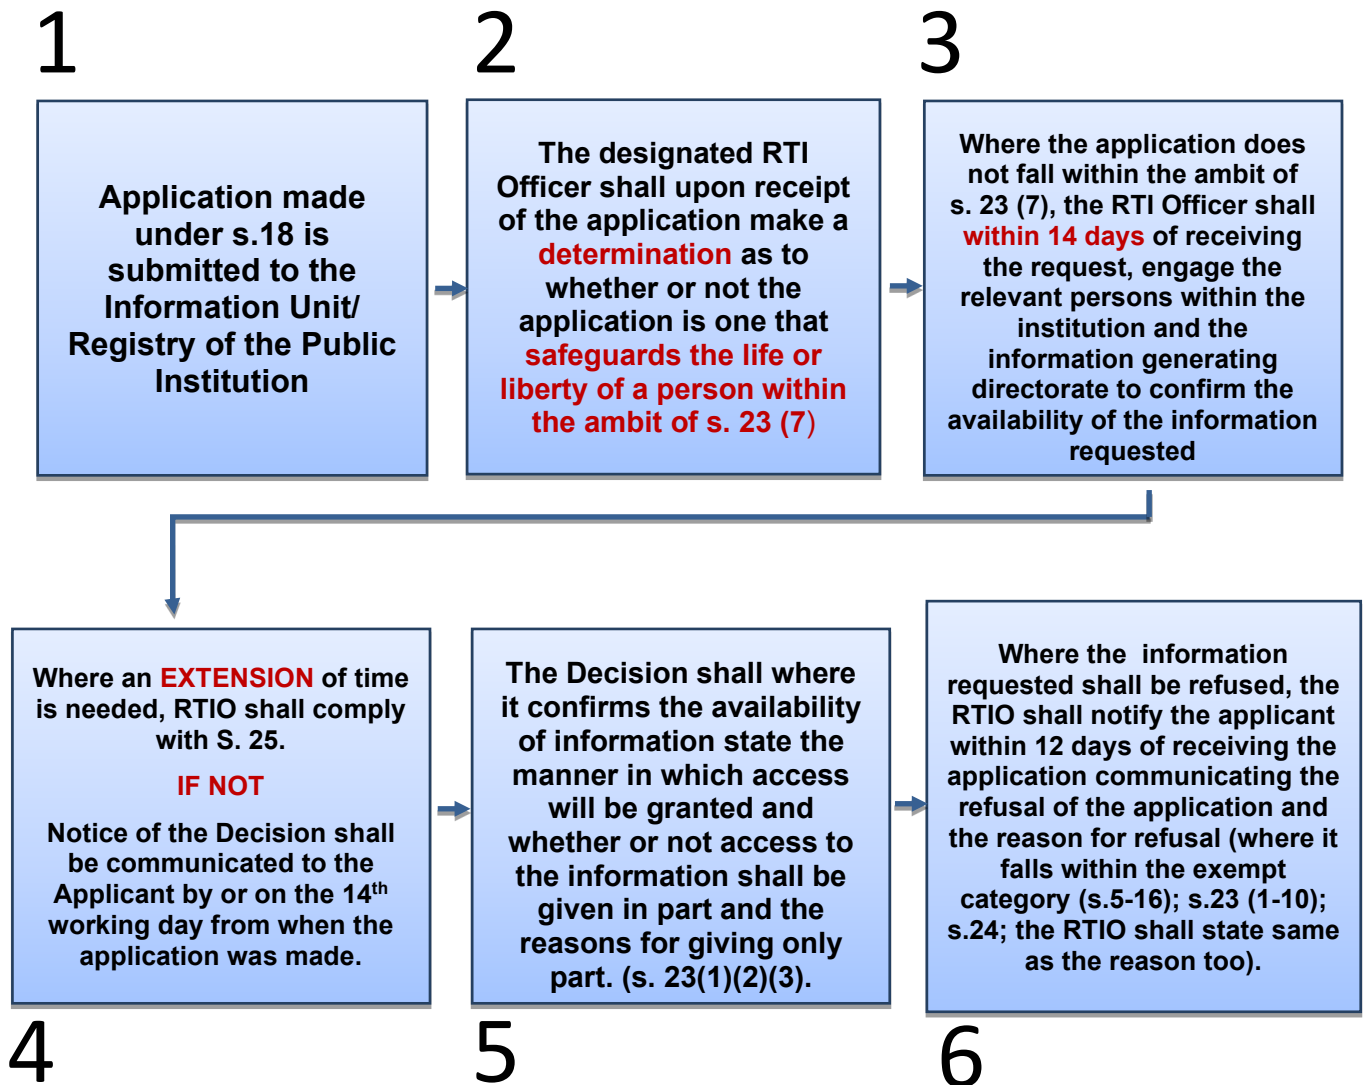 1
Application made
under s.18 is
submitted to the
Information Unit/
Registry of the Public
Institution
2
The designated RTI
Officer shall upon receipt
of the application make a
determination as to
whether or not the
application is one that
safeguards the life or
liberty of a person within
the ambit of s. 23 (7)
3
Where the application does
not fall within the ambit of
s. 23 (7), the RTI Officer shall
within 14 days of receiving
the request, engage the
relevant persons within the
institution and the
information generating
directorate to confirm the
availability of the information
requested
Where an EXTENSION of time
is needed, RTIO shall comply
with S. 25.
IF NOT
Notice of the Decision shall
be communicated to the
Applicant by or on the 14th
working day from when the
application was made.
4
The Decision shall where
it confirms the availability
of information state the
manner in which access
will be granted and
whether or not access to
the information shall be
given in part and the
reasons for giving only
part. (s. 23(1)(2)(3).
5
Where the information
requested shall be refused, the
RTIO shall notify the applicant
within 12 days of receiving the
application communicating the
refusal of the application and
the reason for refusal (where it
falls within the exempt
category (s.5-16); s.23 (1-10);
s.24; the RTIO shall state same
as the reason too).
6